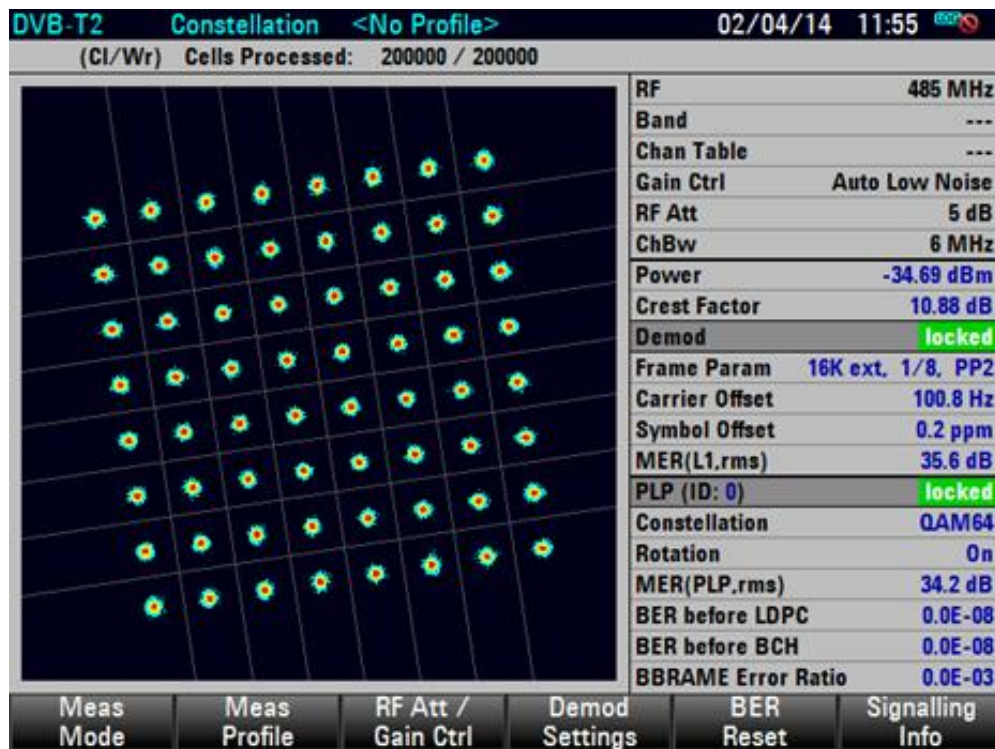 DVB-T2 Constellation <No Profile> 02/04/14 11:55
(Cl/Wr) Cells Processed: 200000 / 200000
RF 485 MHz
Band ---
Chan Table ---
Gain Ctrl Auto Low Noise
RF Att 5 dB
ChBw 6 MHz
Power -34.69 dBm
Crest Factor 10.88 dB
Demod locked
Frame Param 16K ext, 1/8, PP2
Carrier Offset 100.8 Hz
Symbol Offset 0.2 ppm
MER(L1,rms) 35.6 dB
PLP (ID: 0) locked
Constellation QAM64
Rotation On
MER(PLP,rms) 34.2 dB
BER before LDPC 0.0E-08
BER before BCH 0.0E-08
BBRAME Error Ratio 0.0E-03
Meas Mode
Meas Profile
RF Att / Gain Ctrl
Demod Settings
BER Reset
Signalling Info